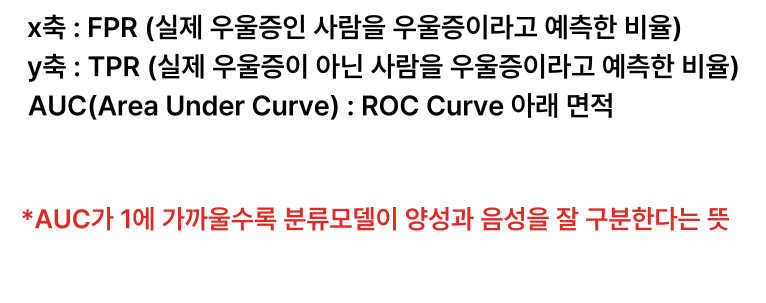 x축 : FPR (실제 우울증인 사람을 우울증이라고 예측한 비율)
y축 : TPR (실제 우울증이 아닌 사람을 우울증이라고 예측한 비율)
AUC(Area Under Curve) : ROC Curve 아래 면적
*AUC가 1에 가까울수록 분류모델이 양성과 음성을 잘 구분한다는 뜻